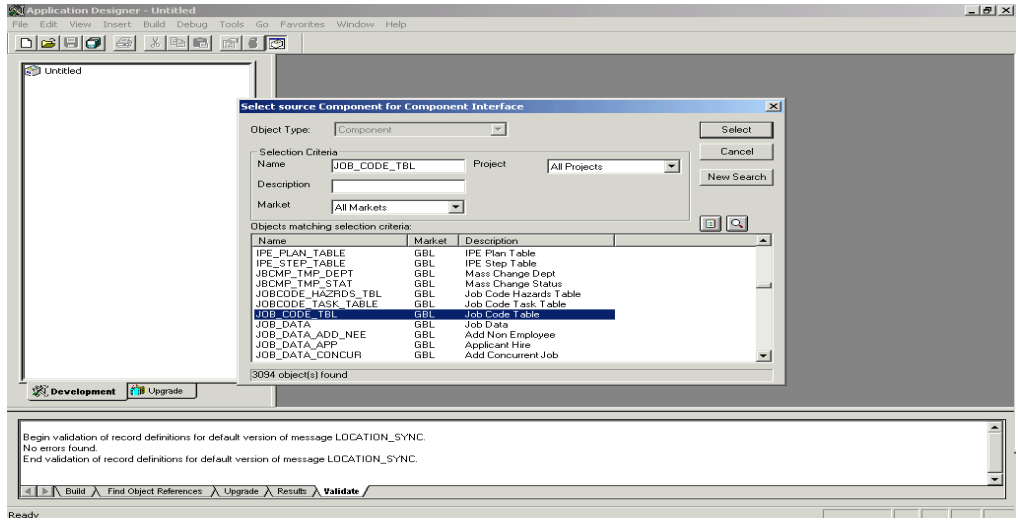 Application Designer - Untitled
File Edit View Insert Build Debug Tools Go Favorites Window Help
Untitled
Select source Component for Component Interface
Object Type: Component
Select
Selection Criteria
Cancel
Name JOB_CODE_TBL Project All Projects
New Search
Description
Market All Markets
Objects matching selection criteria:
Name Market Description
IPE_PLAN_TABLE GBL IPE Plan Table
IPE_STEP_TABLE GBL IPE Step Table
JBCMP_TMP_DEPT GBL Mass Change Dept
JBCMP_TMP_STAT GBL Mass Change Status
JOBCODE_HAZRDS_TBL GBL Job Code Hazards Table
JOBCODE_TASK_TABLE GBL Job Code Task Table
JOB_CODE_TBL GBL Job Code Table
JOB_DATA GBL Job Data
JOB_DATA_ADD_NEE GBL Add Non Employee
JOB_DATA_APP GBL Applicant Hire
JOB_DATA_CONCUR GBL Add Concurrent Job
3094 object(s) found
Development Upgrade
Begin validation of record definitions for default version of message LOCATION_SYNC.
No errors found.
End validation of record definitions for default version of message LOCATION_SYNC.
Build Find Object References Upgrade Results Validate
Ready